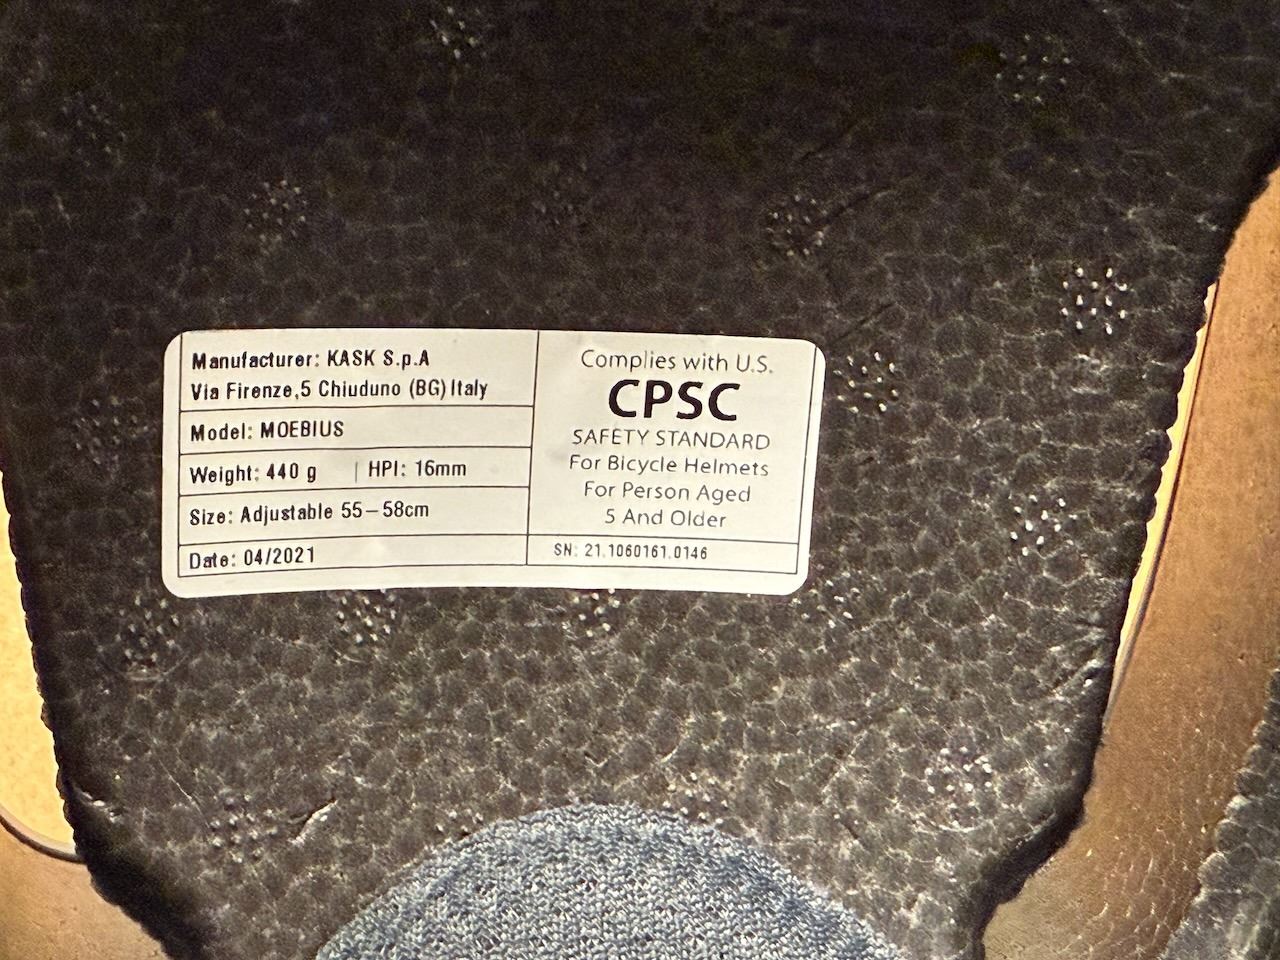 Manufacturer: KASK S.p.A
Via Firenze,5 Chiuduno (BG) Italy
Model: MOEBIUS
Weight: 440 g | HPI: 16mm
Size: Adjustable 55–58cm
Date: 04/2021
Complies with U.S.
CPSC
SAFETY STANDARD
For Bicycle Helmets
For Person Aged
5 And Older
SN: 21.1060161.0146